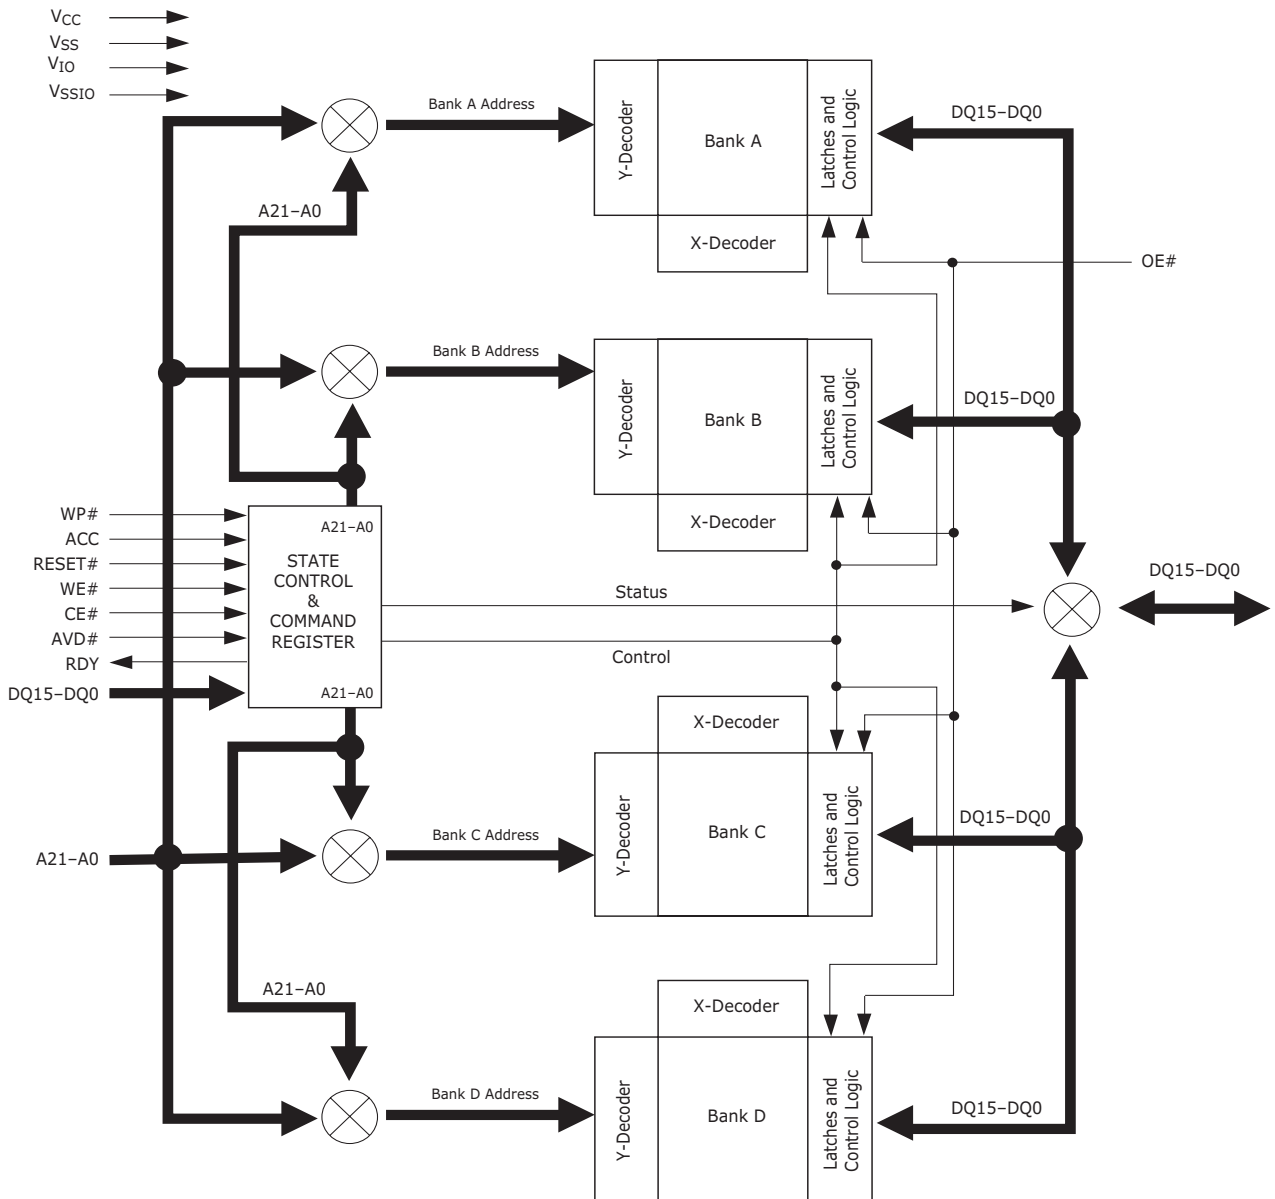 VCC
VSS
VIO
VSSIO
Bank A Address
Y-Decoder
Bank A
Latches and
Control Logic
DQ15–DQ0
X-Decoder
A21–A0
OE#
Bank B Address
Y-Decoder
Bank B
Latches and
Control Logic
DQ15–DQ0
X-Decoder
WP#
ACC
RESET#
WE#
CE#
AVD#
RDY
DQ15–DQ0
A21–A0
STATE
CONTROL
&
COMMAND
REGISTER
A21–A0
Status
Control
DQ15–DQ0
X-Decoder
Bank C Address
Y-Decoder
Bank C
Latches and
Control Logic
DQ15–DQ0
A21–A0
A21–A0
X-Decoder
Bank D Address
Y-Decoder
Bank D
Latches and
Control Logic
DQ15–DQ0